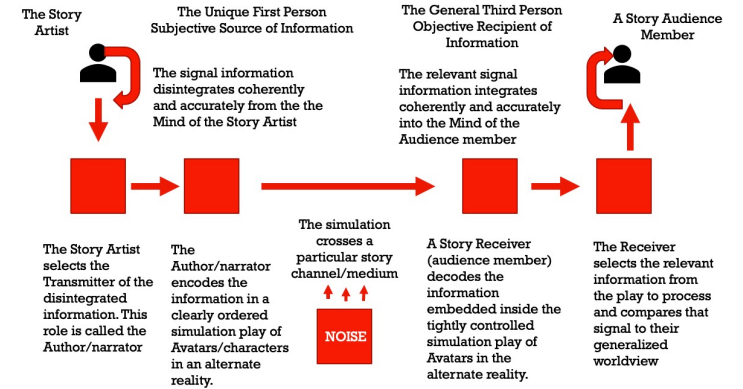 The Story
Artist
The Unique First Person
Subjective Source of Information
The General Third Person
Objective Recipient of
Information
A Story Audience
Member
The signal information
disintegrates coherently
and accurately from the the
Mind of the Story Artist
The relevant signal
information integrates
coherently and accurately
into the Mind of the
Audience member
The Story Artist
selects the
Transmitter of the
disintegrated
information. This
role is called the
Author/narrator
The
Author/narrator
encodes the
information in a
clearly ordered
simulation play of
Avatars/characters
in an alternate
reality.
The simulation
crosses a
particular story
channel/medium
NOISE
A Story Receiver
(audience member)
decodes the
information
embedded inside the
tightly controlled
simulation play of
Avatars in the
alternate reality.
The Receiver
selects the relevant
information from
the play to process
and compares that
signal to their
generalized
worldview